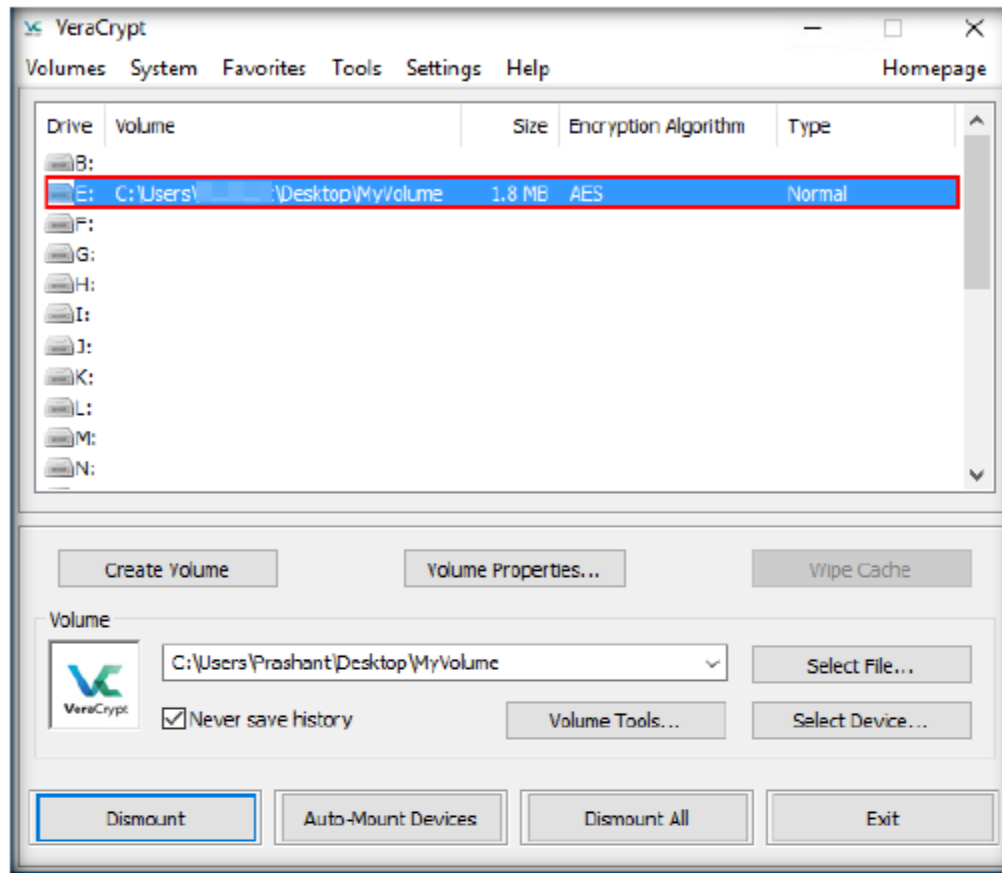 VeraCrypt
Volumes System Favorites Tools Settings Help Homepage
Drive Volume Size Encryption Algorithm Type
B:
E: C:\Users\ :\Desktop\MyVolume 1.8 MB AES Normal
F:
G:
H:
I:
J:
K:
L:
M:
N:
Create Volume Volume Properties... Wipe Cache
Volume
C:\Users\Prashant\Desktop\MyVolume Select File...
VeraCrypt
Never save history Volume Tools... Select Device...
Dismount Auto-Mount Devices Dismount All Exit